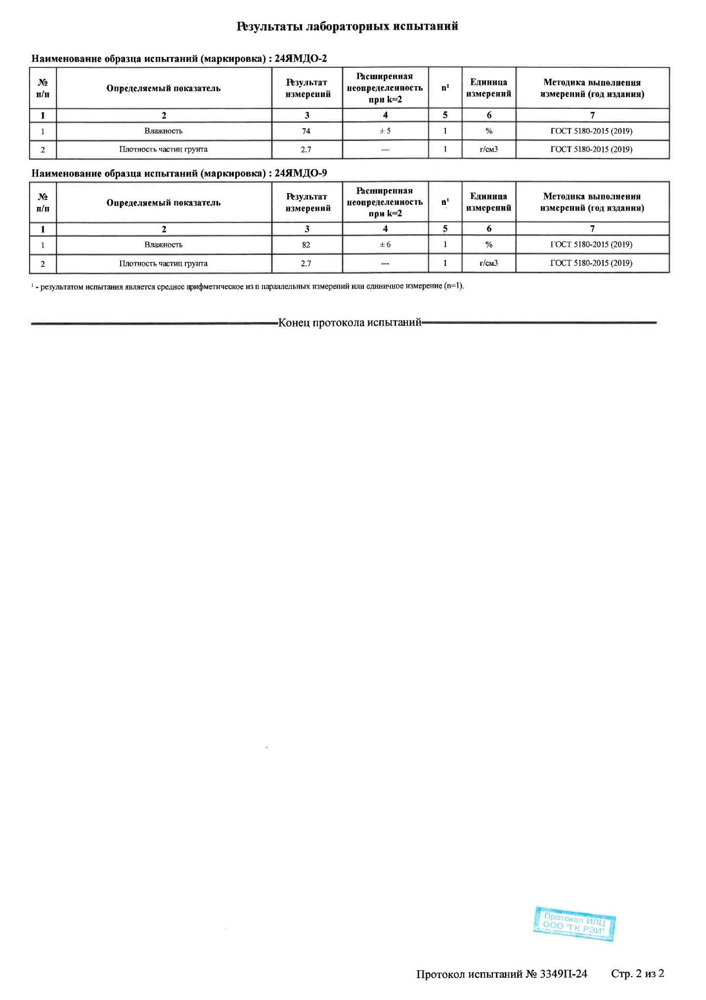 Результаты лабораторных испытаний
Наименование образца испытаний (маркировка) : 24ЯМДО-2
№ п/п Определяемый показатель Результат измерений Расширенная неопределенность при k=2 n¹ Единица измерений Методика выполнения измерений (год издания)
1 2 3 4 5 6 7
1 Влажность 74 ± 5 1 % ГОСТ 5180-2015 (2019)
2 Плотность частиц грунта 2.7 --- 1 г/см3 ГОСТ 5180-2015 (2019)
Наименование образца испытаний (маркировка) : 24ЯМДО-9
№ п/п Определяемый показатель Результат измерений Расширенная неопределенность при k=2 n¹ Единица измерений Методика выполнения измерений (год издания)
1 2 3 4 5 6 7
1 Влажность 82 ± 6 1 % ГОСТ 5180-2015 (2019)
2 Плотность частиц грунта 2.7 --- 1 г/см3 ГОСТ 5180-2015 (2019)
¹ - результатом испытания является среднее арифметическое из n параллельных измерений или единичное измерение (n=1).
Конец протокола испытаний
Протокол ИЛЦ
ООО "ГК РЭИ"
Протокол испытаний № 3349П-24 Стр. 2 из 2